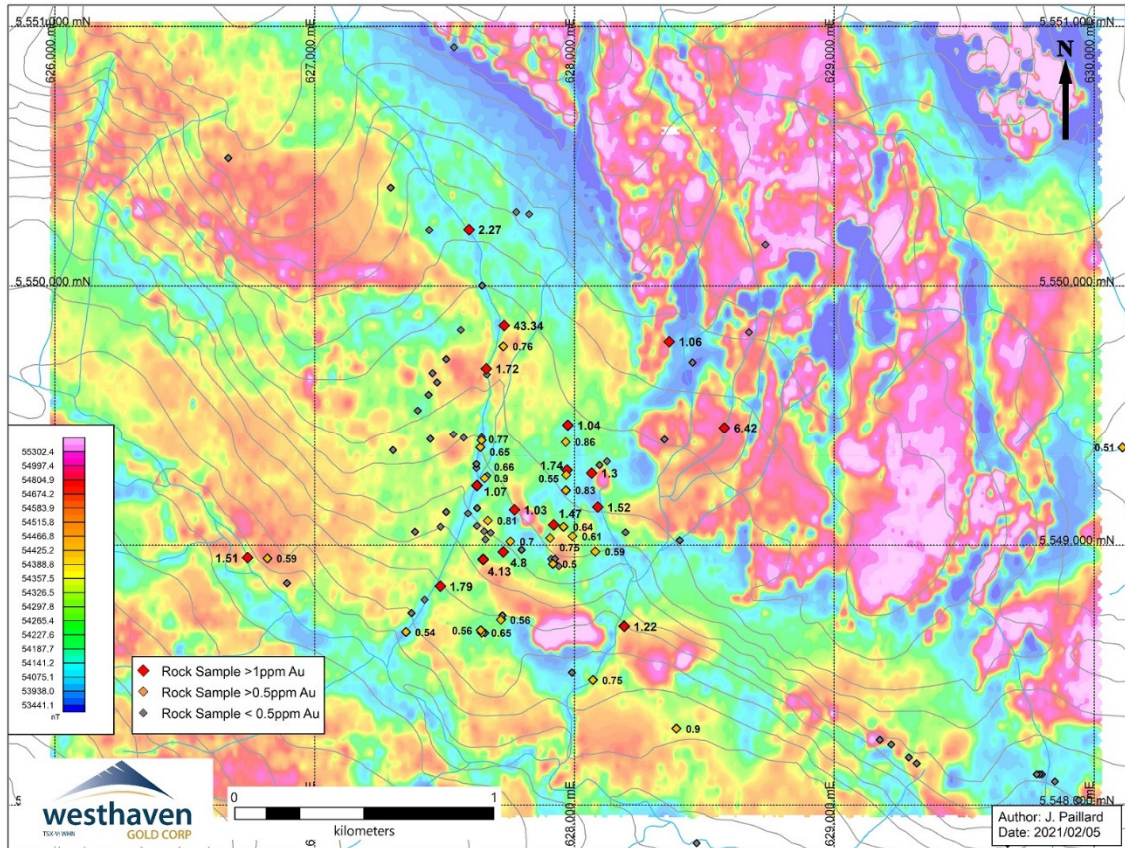 5.551.000 mN
5.551.000 mN
626.000 mE
627.000 mE
628.000 mE
629.000 mE
630.000 mE
N
2.27
5.550.000 mN
5.550.000 mN
43.34
0.76
1.06
1.72
1.04
6.42
0.77
0.86
0.65
0.51
0.66
1.74
1.3
0.9
0.55
1.07
0.83
1.03
1.52
0.81
1.47
0.64
0.61
0.7
0.75
5.549.000 mN
0.59
1.51
0.59
4.8
0.5
4.13
1.79
0.56
1.22
0.54
0.56
0.65
0.75
0.9
55302.4
54997.4
54804.9
54674.2
54583.9
54515.8
54466.8
54425.2
54388.8
54357.5
54326.5
54297.8
54265.4
54227.6
54187.7
54141.2
54075.1
53938.0
53441.1
nT
Rock Sample >1ppm Au
Rock Sample >0.5ppm Au
Rock Sample < 0.5ppm Au
628.000 mE
629.000 mE
westhaven
TSX-V: WHN GOLD CORP
0 1
kilometers
Author: J. Paillard
Date: 2021/02/05